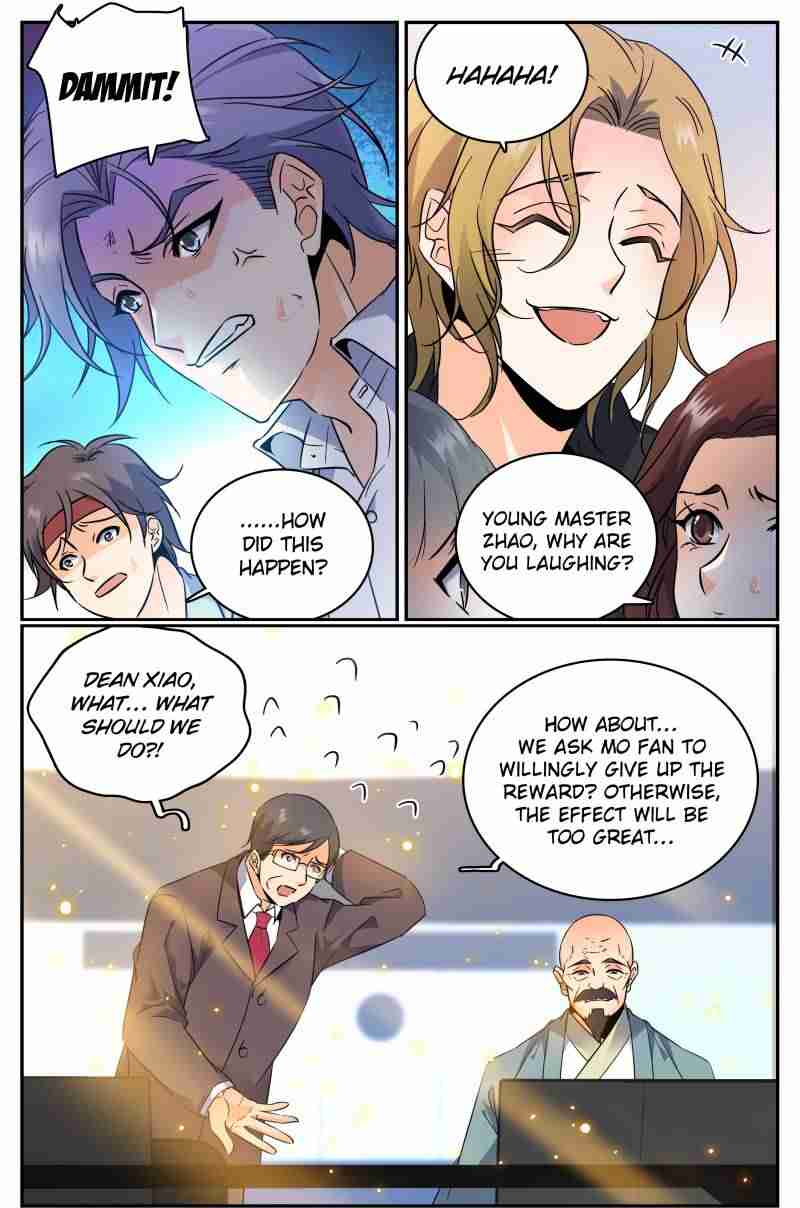 DAMMIT!
HAHAHA!
......HOW
DID THIS
HAPPEN?
YOUNG MASTER
ZHAO, WHY ARE
YOU LAUGHING?
DEAN XIAO,
WHAT... WHAT
SHOULD WE
DO?!
HOW ABOUT...
WE ASK MO FAN TO
WILLINGLY GIVE UP THE
REWARD? OTHERWISE,
THE EFFECT WILL BE
TOO GREAT...